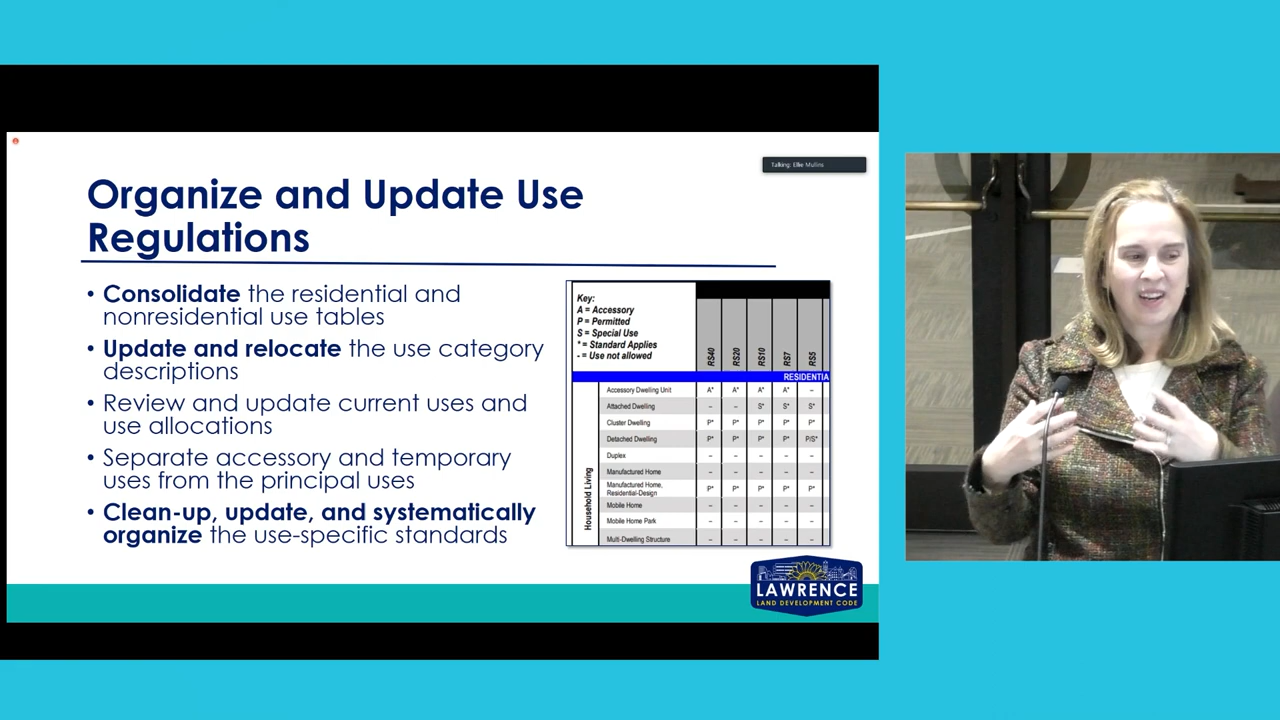 Talking: Ellie Mullins
Organize and Update Use
Regulations
• Consolidate the residential and
nonresidential use tables
• Update and relocate the use category
descriptions
• Review and update current uses and
use allocations
• Separate accessory and temporary
uses from the principal uses
• Clean-up, update, and systematically
organize the use-specific standards
Key:
A = Accessory
P = Permitted
S = Special Use
* = Standard Applies
- = Use not allowed
RS40 RS20 RS10 RS7 RS5
RESIDENTIA
Household Living
Accessory Dwelling Unit A* A* A* A* –
Attached Dwelling – – S* S* S*
Cluster Dwelling P* P* P* P* P*
Detached Dwelling P* P* P* P* P/S*
Duplex – – – – –
Manufactured Home – – – – –
Manufactured Home,
Residential-Design P* P* P* P* P*
Mobile Home – – – – –
Mobile Home Park – – – – –
Multi-Dwelling Structure – – – – –
LAWRENCE
LAND DEVELOPMENT CODE